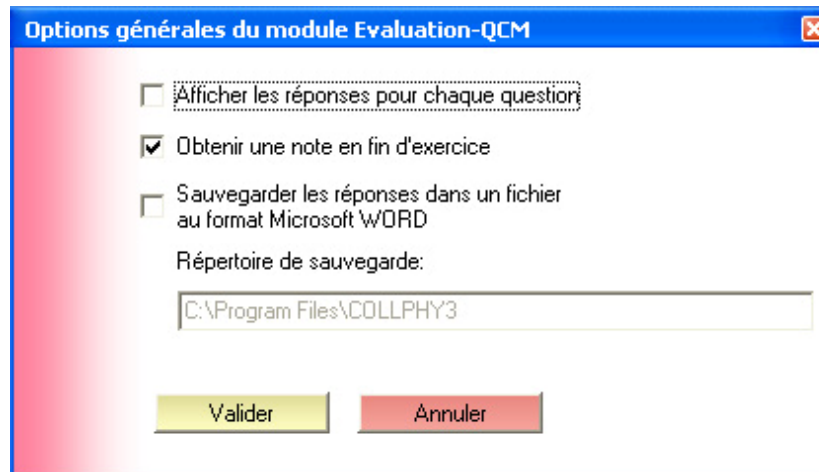 Options générales du module Evaluation-QCM
Afficher les réponses pour chaque question
Obtenir une note en fin d'exercice
Sauvegarder les réponses dans un fichier
au format Microsoft WORD
Répertoire de sauvegarde:
C:\Program Files\COLLPHY3
Valider
Annuler